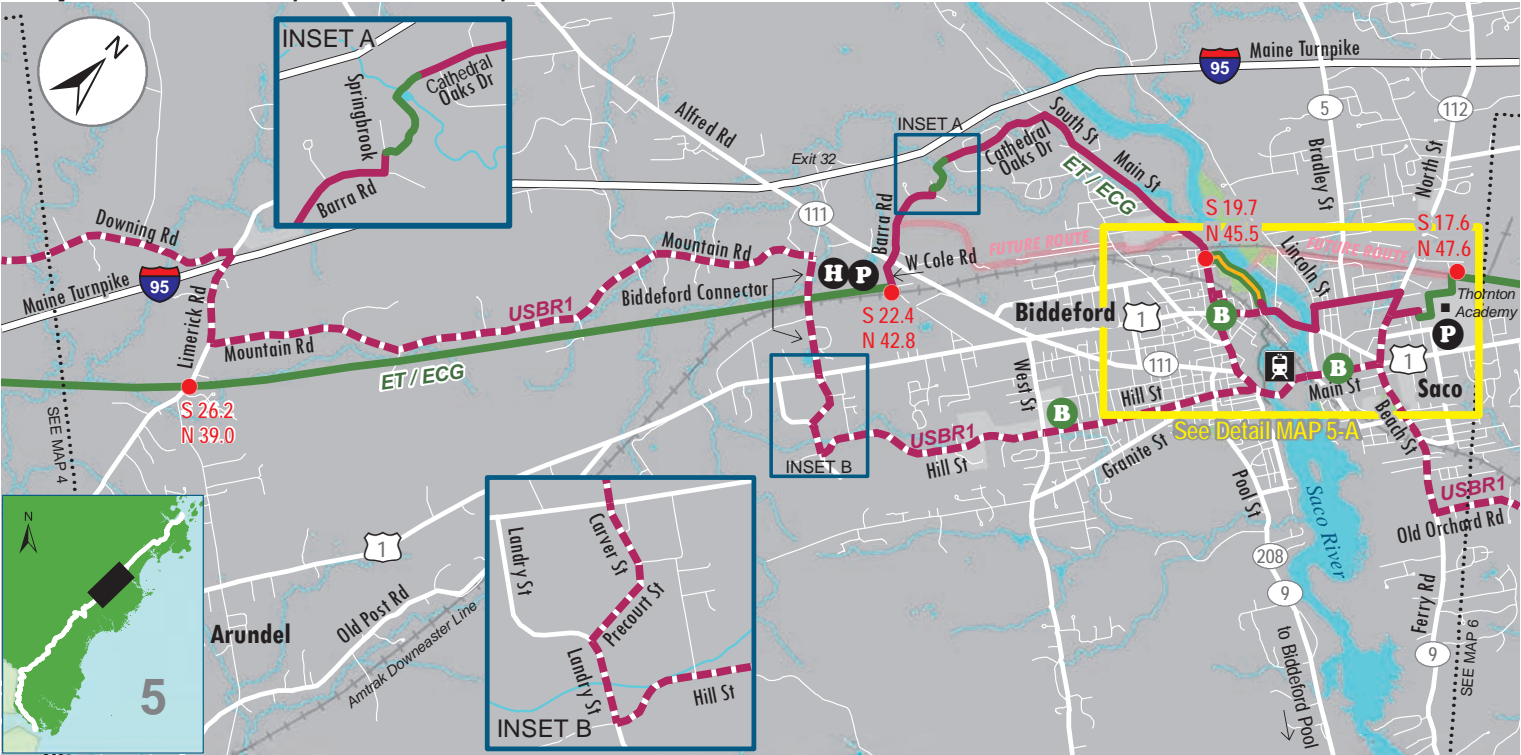 INSET A
N
Springbrook
Cathedral
Oaks Dr
Barra Rd
Alfred Rd
Exit 32
INSET A
Cathedral
Oaks Dr
South St
Main St
ET / ECG
95
Maine Turnpike
5
Bradley St
112
North St
Downing Rd
95
Maine Turnpike
Limerick Rd
Mountain Rd
USBR1
Mountain Rd
111
Barra Rd
W Cole Rd
H
P
Biddeford Connector
FUTURE ROUTE
S 22.4
N 42.8
S 19.7
N 45.5
Lincoln St
FUTURE ROUTE
S 17.6
N 47.6
Thornton
Academy
P
Biddeford
1
B
111
B
1
Main St
Saco
Beach St
See Detail MAP 5-A
ET / ECG
S 26.2
N 39.0
SEE MAP 4
INSET B
USBR1
Hill St
West St
B
Hill St
Granite St
Pool St
Saco River
208
9
to Biddeford Pool
USBR1
Old Orchard Rd
Ferry Rd
9
SEE MAP 6
N
5
Arundel
1
Old Post Rd
Amtrak Downeaster Line
Landry St
Carver St
Precourt St
Landry St
Hill St
INSET B